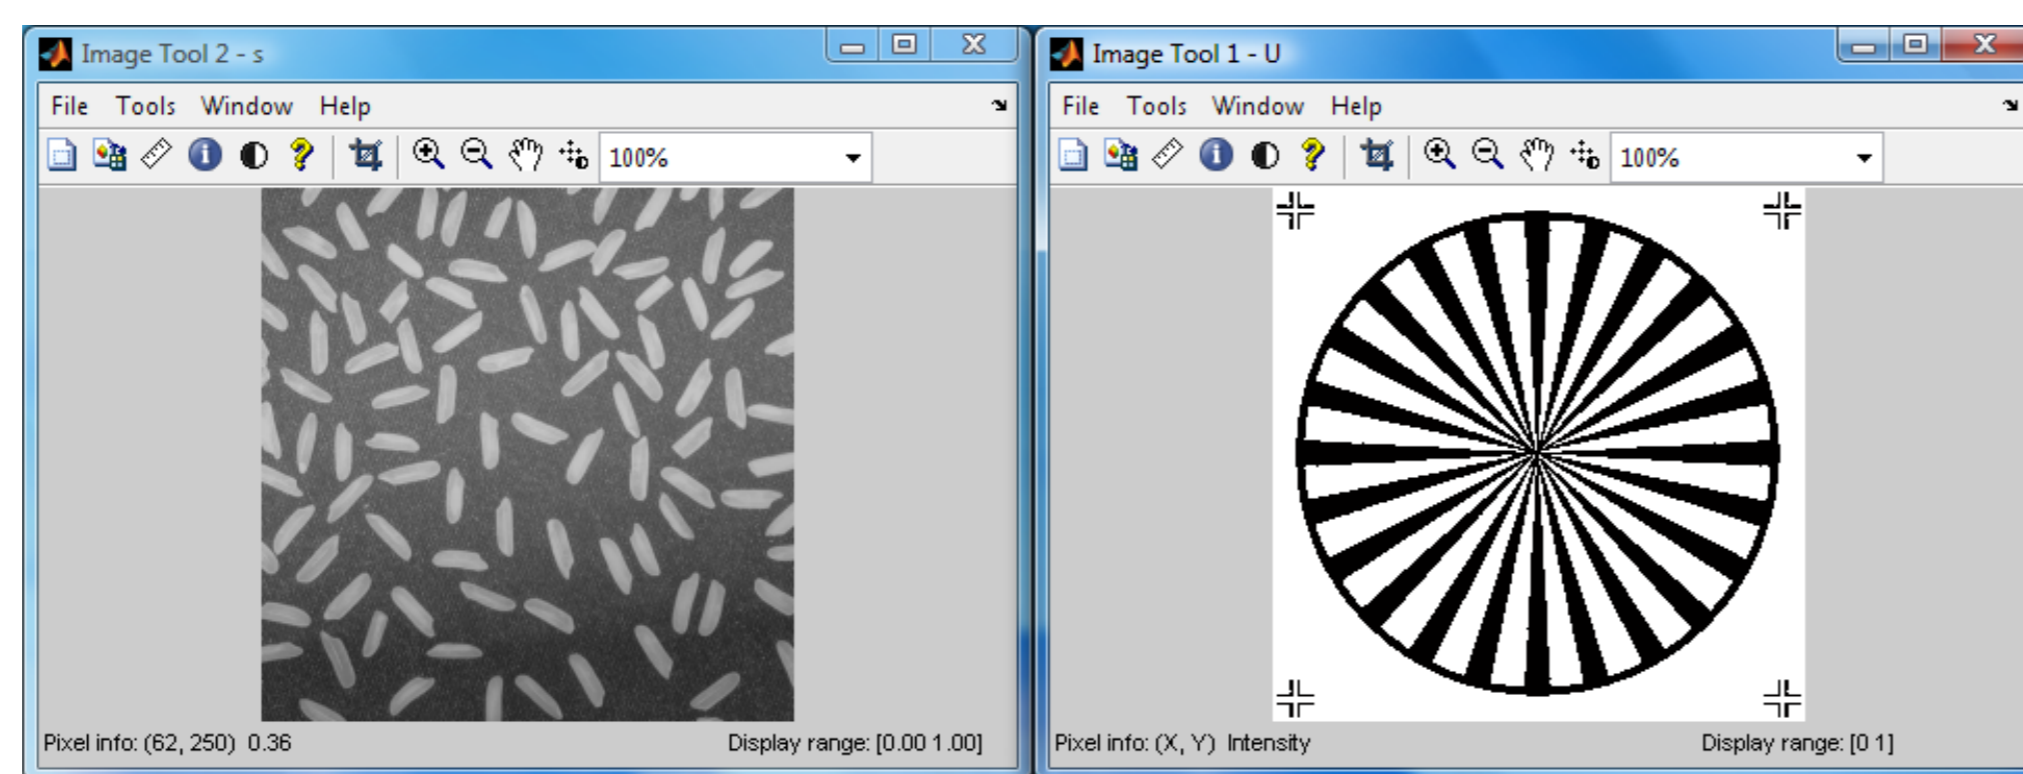 Image Tool 2 - s
File Tools Window Help
100%
Pixel info: (62, 250) 0.36
Display range: [0.00 1.00]
Image Tool 1 - U
File Tools Window Help
100%
Pixel info: (X, Y) Intensity
Display range: [0 1]